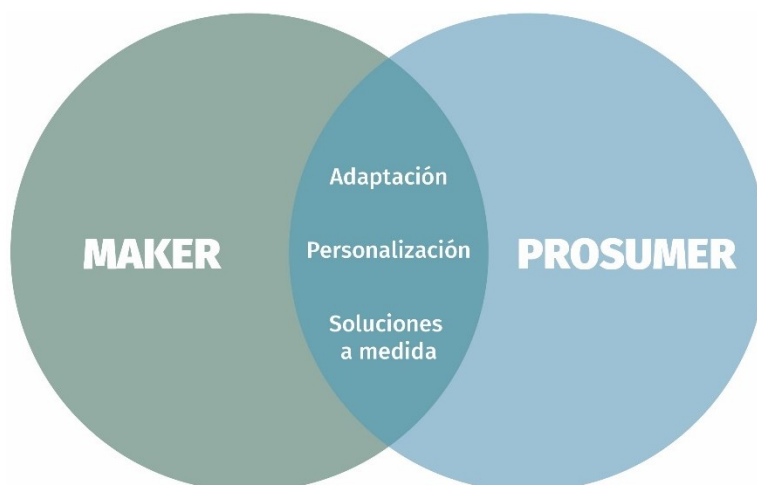 Adaptación
MAKER
Personalización
PROSUMER
Soluciones
a medida